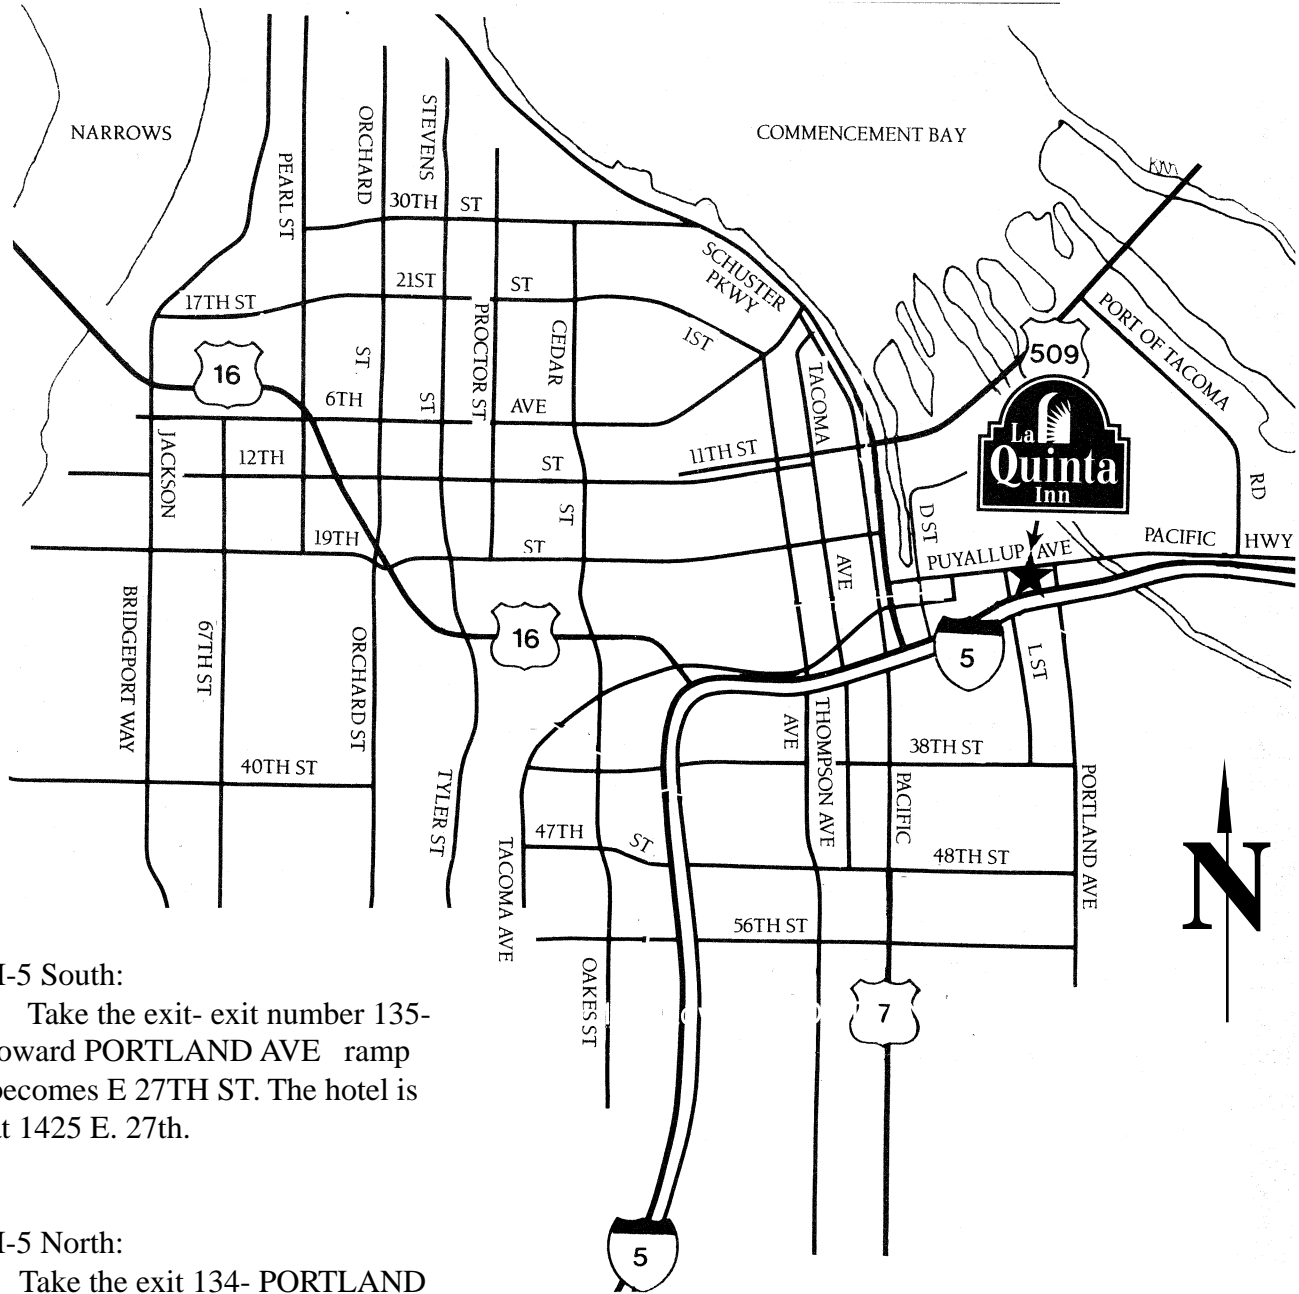 NARROWS
COMMENCEMENT BAY
PEARL ST
ORCHARD
ST
STEVENS
ST
30TH ST
21ST ST
17TH ST
PROCTOR ST
CEDAR
ST
SCHUSTER
PKWY
1ST
TACOMA
AVE
PORT OF TACOMA
RD
509
16
6TH AVE
11TH ST
12TH ST
19TH ST
JACKSON
La
Quinta
Inn
D ST
PUYALLUP AVE
PACIFIC HWY
BRIDGEPORT WAY
67TH ST
ORCHARD ST
16
5
L ST
AVE
THOMPSON AVE
38TH ST
40TH ST
TYLER ST
TACOMA AVE
47TH ST
PACIFIC
48TH ST
PORTLAND AVE
56TH ST
OAKES ST
7
N
5
I-5 South:
Take the exit- exit number 135-
oward PORTLAND AVE ramp
becomes E 27TH ST. The hotel is
at 1425 E. 27th.
I-5 North:
Take the exit 134- PORTLAND